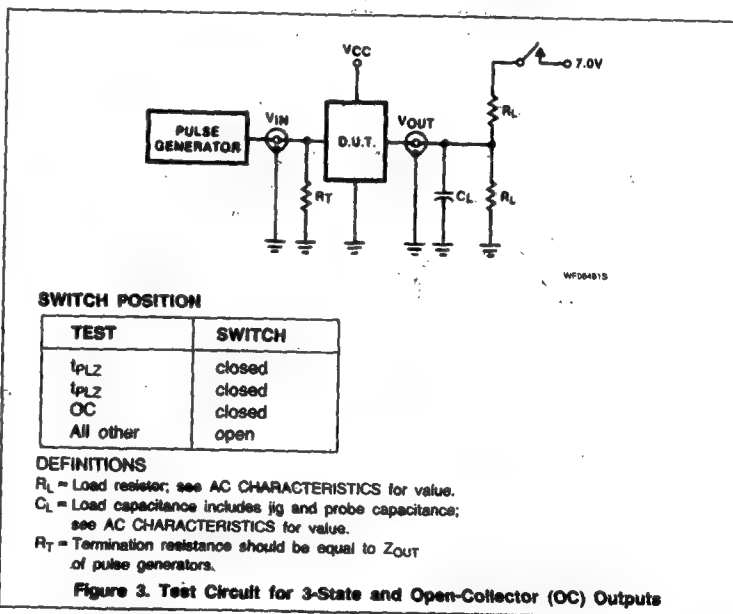 VCC
7.0V
RL
PULSE GENERATOR
VIN
D.U.T.
VOUT
RT
CL
RL
WF06461S
SWITCH POSITION
TEST SWITCH
tPLZ closed
tPLZ closed
OC closed
All other open
DEFINITIONS
RL = Load resistor; see AC CHARACTERISTICS for value.
CL = Load capacitance includes jig and probe capacitance;
see AC CHARACTERISTICS for value.
RT = Termination resistance should be equal to ZOUT
of pulse generators.
Figure 3. Test Circuit for 3-State and Open-Collector (OC) Outputs